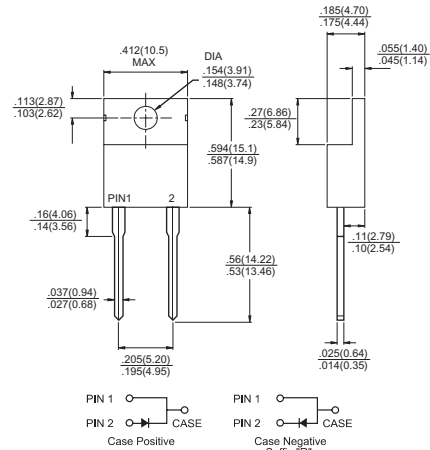 .185(4.70)
.175(4.44)
.412(10.5)
MAX
DIA
.154(3.91)
.148(3.74)
.055(1.40)
.045(1.14)
.113(2.87)
.103(2.62)
.27(6.86)
.23(5.84)
.594(15.1)
.587(14.9)
PIN1 2
.16(4.06)
.14(3.56)
.56(14.22)
.53(13.46)
.11(2.79)
.10(2.54)
.037(0.94)
.027(0.68)
.205(5.20)
.195(4.95)
.025(0.64)
.014(0.35)
PIN 1
PIN 2
CASE
Case Positive
PIN 1
PIN 2
CASE
Case Negative